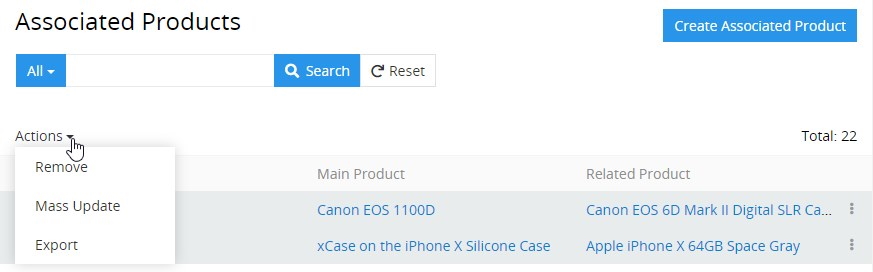 Associated Products
Create Associated Product
All
Search
Reset
Actions
Total: 22
Remove
Main Product
Related Product
Mass Update
Canon EOS 1100D
Canon EOS 6D Mark II Digital SLR Ca...
Export
xCase on the iPhone X Silicone Case
Apple iPhone X 64GB Space Gray